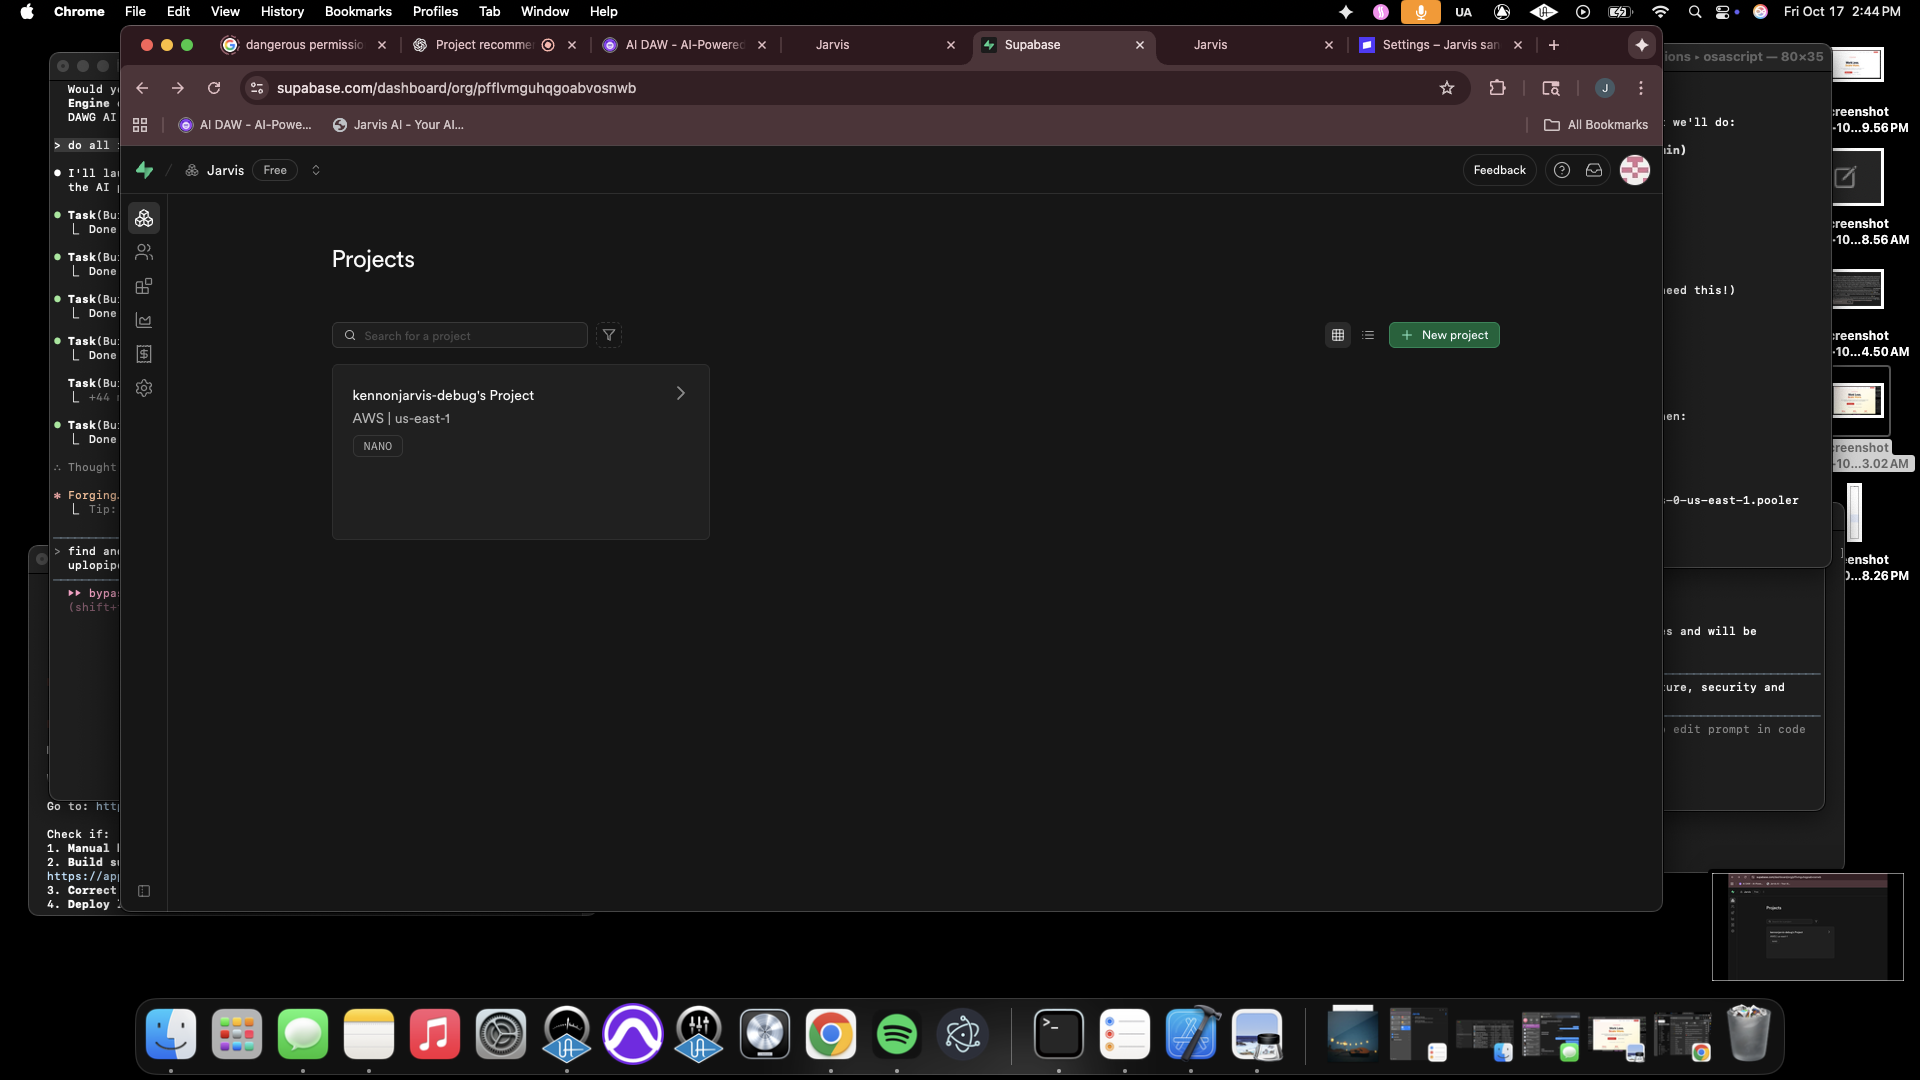 Chrome File Edit View History Bookmarks Profiles Tab Window Help
UA
Fri Oct 17 2:44 PM
dangerous permissio
Project recomme
AI DAW - AI-Powered
Jarvis
Supabase
Jarvis
Settings – Jarvis san
supabase.com/dashboard/org/pfflvmguhqgoabvosnwb
J
AI DAW - AI-Powe...
Jarvis AI - Your AI...
All Bookmarks
Jarvis
Free
Feedback
Projects
Search for a project
New project
kennonjarvis-debug's Project
AWS | us-east-1
NANO
Would y
Engine
DAWG AI
> do all
I'll la
the AI
Task(Bu
Done
Task(Bu
Done
Task(Bu
Done
Task(Bu
Done
Task(Bu
+44
Task(Bu
Done
Thought
Forging
Tip:
> find an
uplopip
bypa
(shift+
Go to: htt
Check if:
1. Manual
2. Build s
https://ap
3. Correct
4. Deploy
ions ▸ osascript — 80×35
we'll do:
in)
eed this!)
en:
s-0-us-east-1.pooler
s and will be
ure, security and
edit prompt in code
creenshot
-10...9.56 PM
creenshot
-10...8.56 AM
creenshot
-10...4.50 AM
creenshot
-10...3.02 AM
enshot
0...8.26 PM